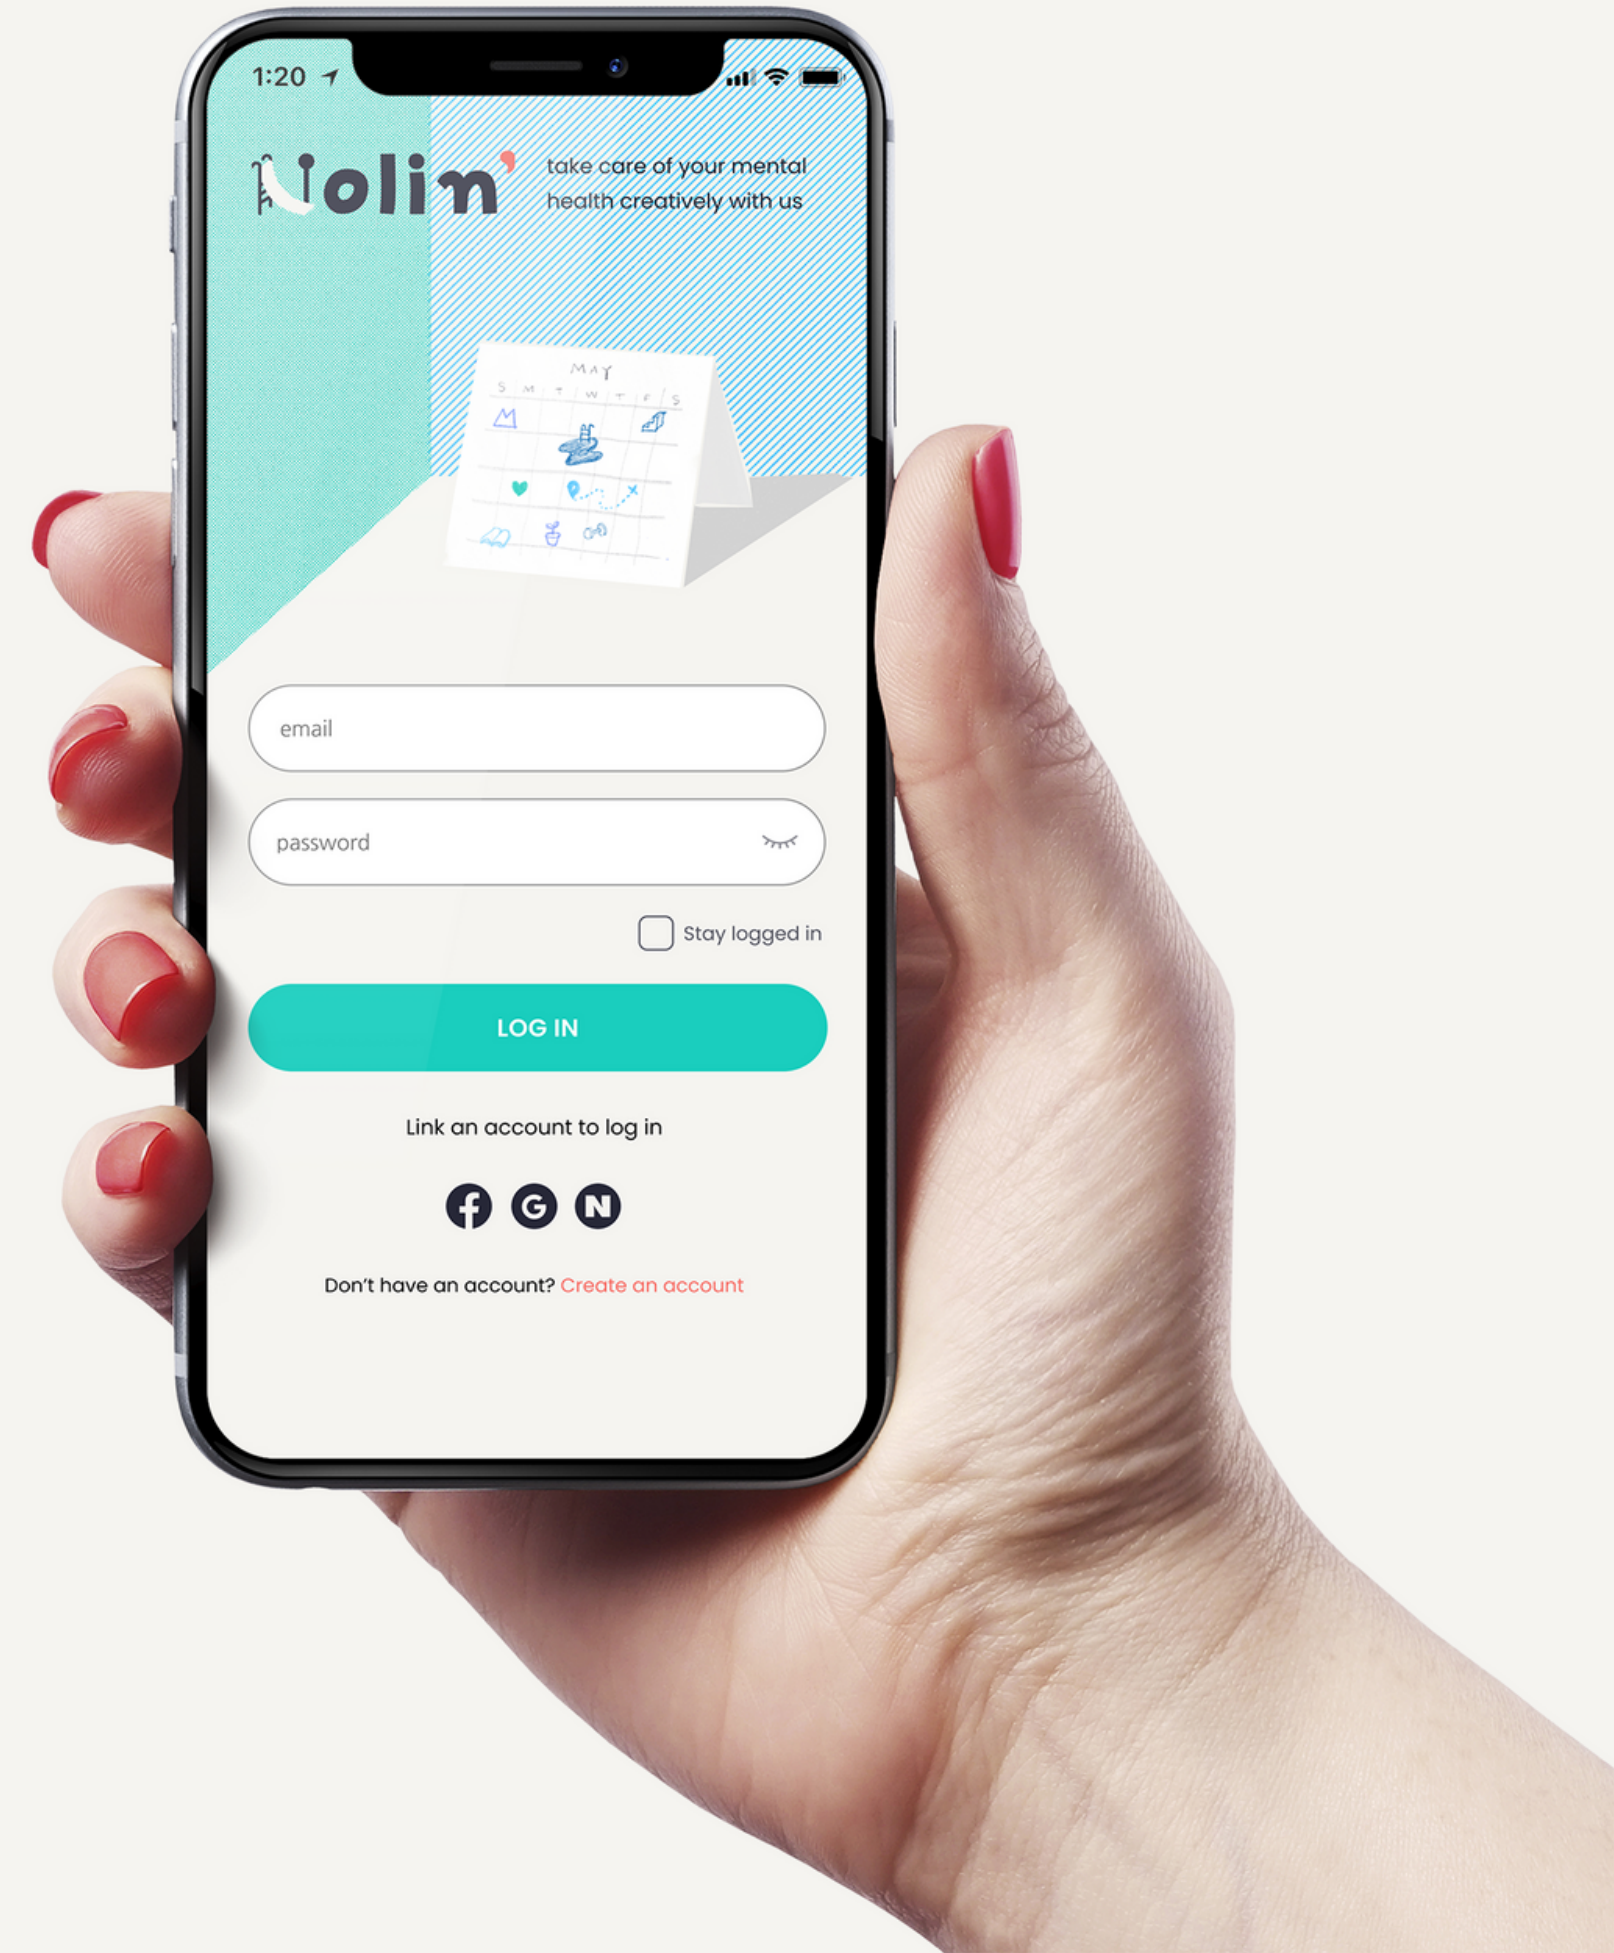 1:20
Nolin'
take care of your mental
health creatively with us
MAY
S M T W T F S
email
password
Stay logged in
LOG IN
Link an account to log in
f G N
Don't have an account? Create an account